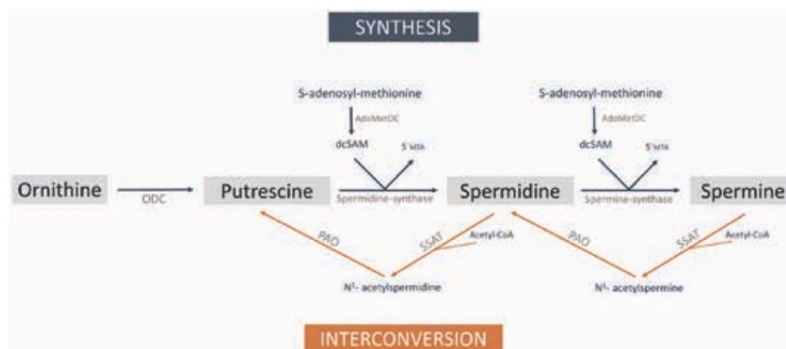 SYNTHESIS
S-adenosyl-methionine S-adenosyl-methionine
AdoMetDC AdoMetDC
dcSAM 5'MTA dcSAM 5'MTA
Ornithine Putrescine Spermidine Spermine
ODC Spermidine-synthase Spermine-synthase
PAO SSAT Acetyl-CoA PAO SSAT Acetyl-CoA
N¹- acetylspermidine N¹- acetylspermine
INTERCONVERSION